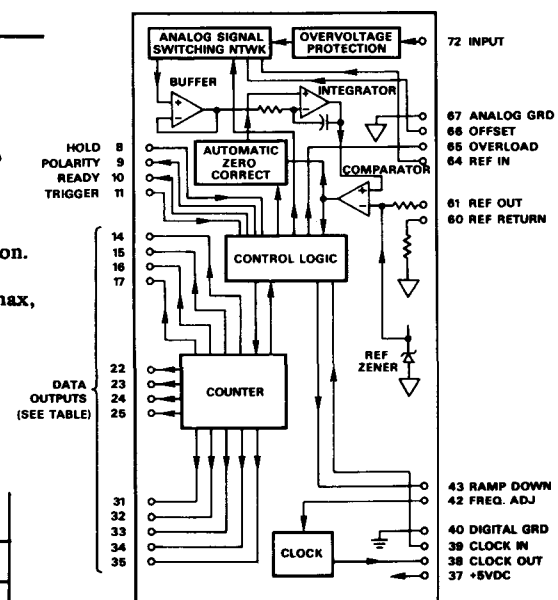 ANALOG SIGNAL
SWITCHING NTWK
OVERVOLTAGE
PROTECTION
72 INPUT
BUFFER
INTEGRATOR
67 ANALOG GRD
66 OFFSET
65 OVERLOAD
64 REF IN
HOLD 8
POLARITY 9
READY 10
TRIGGER 11
AUTOMATIC
ZERO
CORRECT
COMPARATOR
61 REF OUT
60 REF RETURN
on.
max,
14
15
16
17
CONTROL LOGIC
REF
ZENER
22
23
24
25
DATA
OUTPUTS
(SEE TABLE)
COUNTER
31
32
33
34
35
43 RAMP DOWN
42 FREQ. ADJ
40 DIGITAL GRD
39 CLOCK IN
38 CLOCK OUT
37 +5VDC
CLOCK